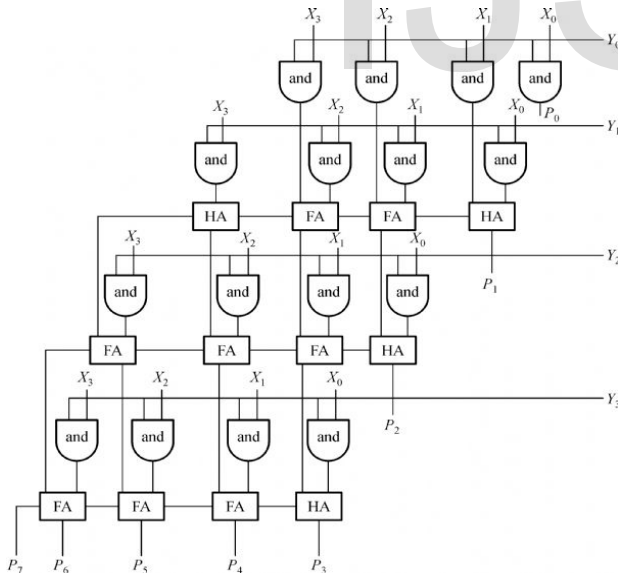 X₃ X₂ X₁ X₀
Y₀
and and and and
P₀
X₃ X₂ X₁ X₀
Y₁
and and and and
HA FA FA HA
P₁
X₃ X₂ X₁ X₀
Y₂
and and and and
FA FA FA HA
P₂
X₃ X₂ X₁ X₀
Y₃
and and and and
FA FA FA HA
P₇ P₆ P₅ P₄ P₃